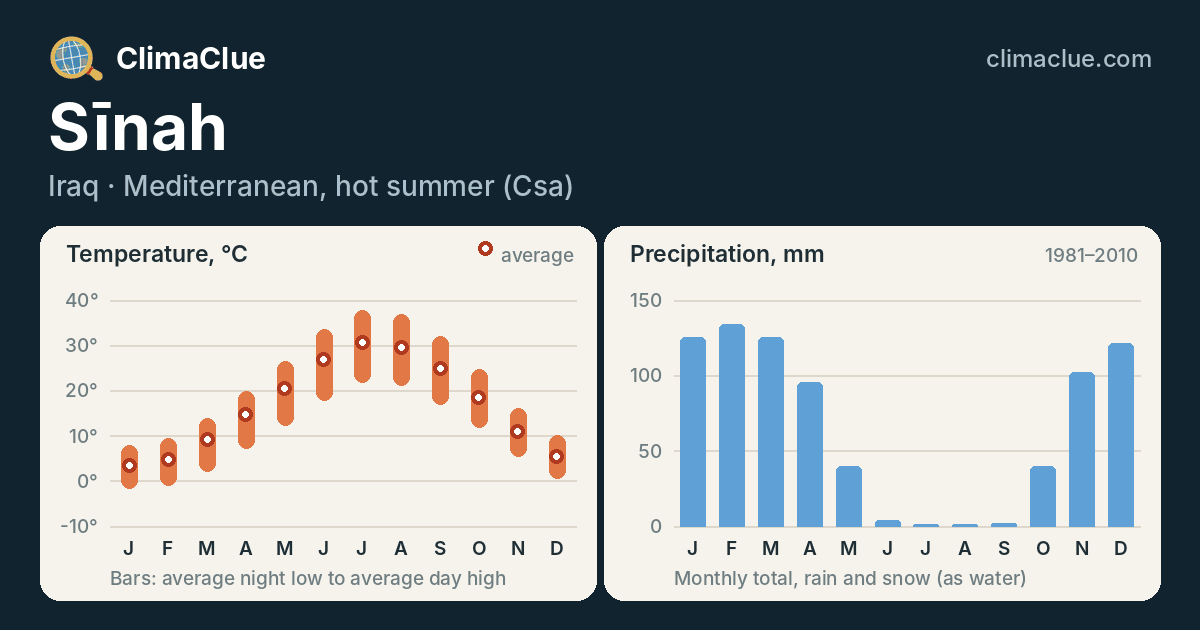 ClimaClue
climaclue.com
Sīnah
Iraq · Mediterranean, hot summer (Csa)
Temperature, °C
average
40°
30°
20°
10°
0°
-10°
J F M A M J J A S O N D
Bars: average night low to average day high
Precipitation, mm
1981–2010
150
100
50
0
J F M A M J J A S O N D
Monthly total, rain and snow (as water)